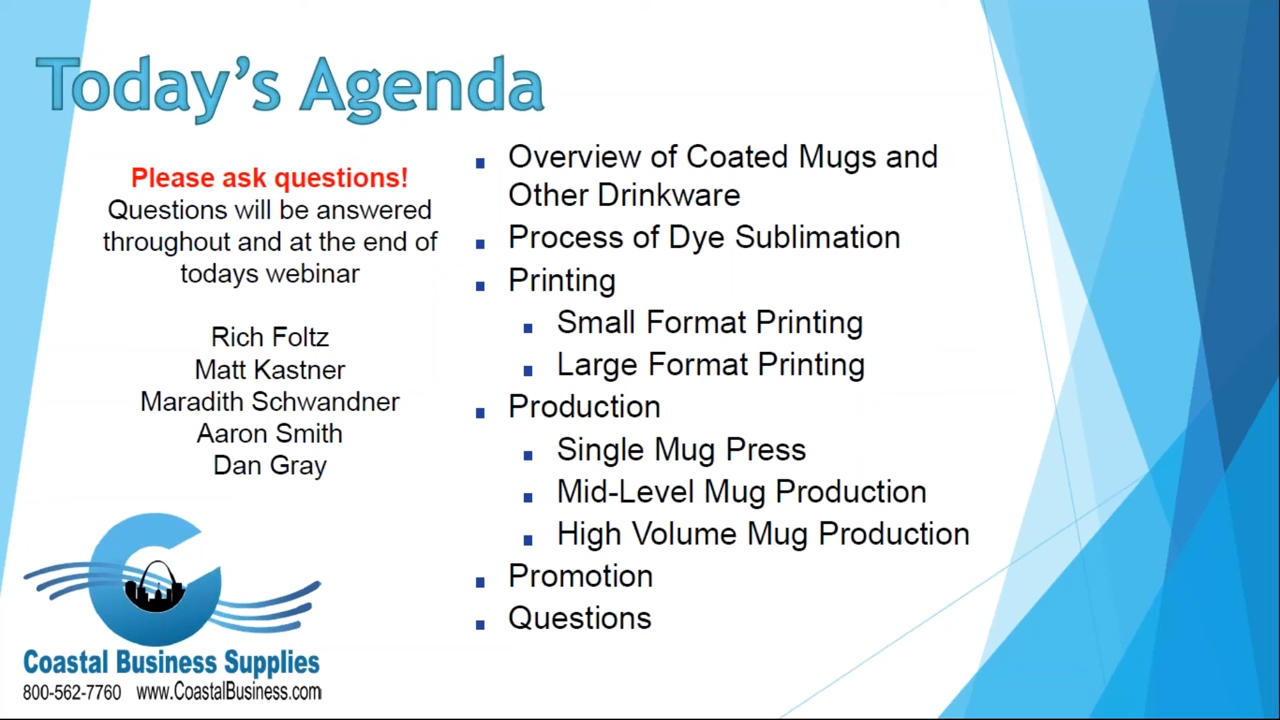 Today's Agenda
Please ask questions!
Questions will be answered
throughout and at the end of
todays webinar
Rich Foltz
Matt Kastner
Maradith Schwandner
Aaron Smith
Dan Gray
Overview of Coated Mugs and
Other Drinkware
Process of Dye Sublimation
Printing
Small Format Printing
Large Format Printing
Production
Single Mug Press
Mid-Level Mug Production
High Volume Mug Production
Promotion
Questions
Coastal Business Supplies
800-562-7760 www.CoastalBusiness.com